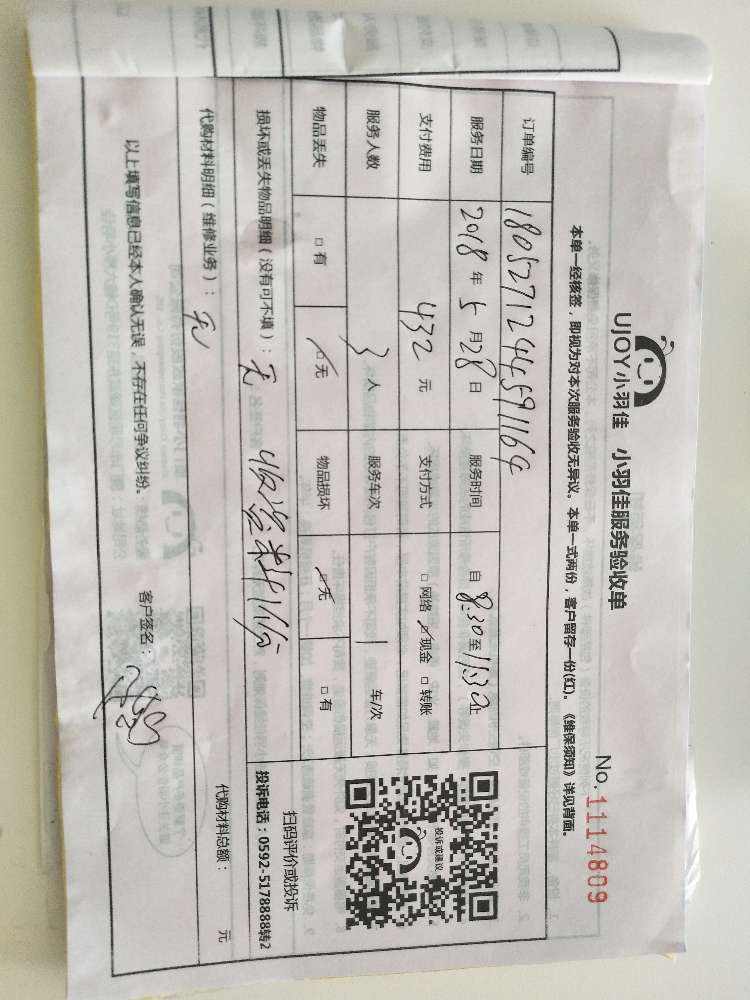 UJOY小羽佳 小羽佳服务验收单
No. 1114809
本单一经核签，即视为对本次服务验收无异议。本单一式两份，客户留存一份(红)。《维保须知》详见背面。
订单编号 1805271244591169
服务日期 2018 年 5 月 28 日 服务时间 自 8:30 至 11:30 止
支付费用 432 元 支付方式 □ 网络 ☑ 现金 □ 转账
服务人数 3 人 服务车次 1 车/次
物品丢失 □ 有 ☑ 无 物品损坏 ☑ 无 □ 有
投诉或建议
扫码评价或投诉
投诉电话：0592-5178888转2
损坏或丢失物品明细（没有可不填）：无
代购材料明细（维修业务）：无 代购材料总额： 元
以上填写信息已经本人确认无误，不存在任何争议纠纷。 客户签名：